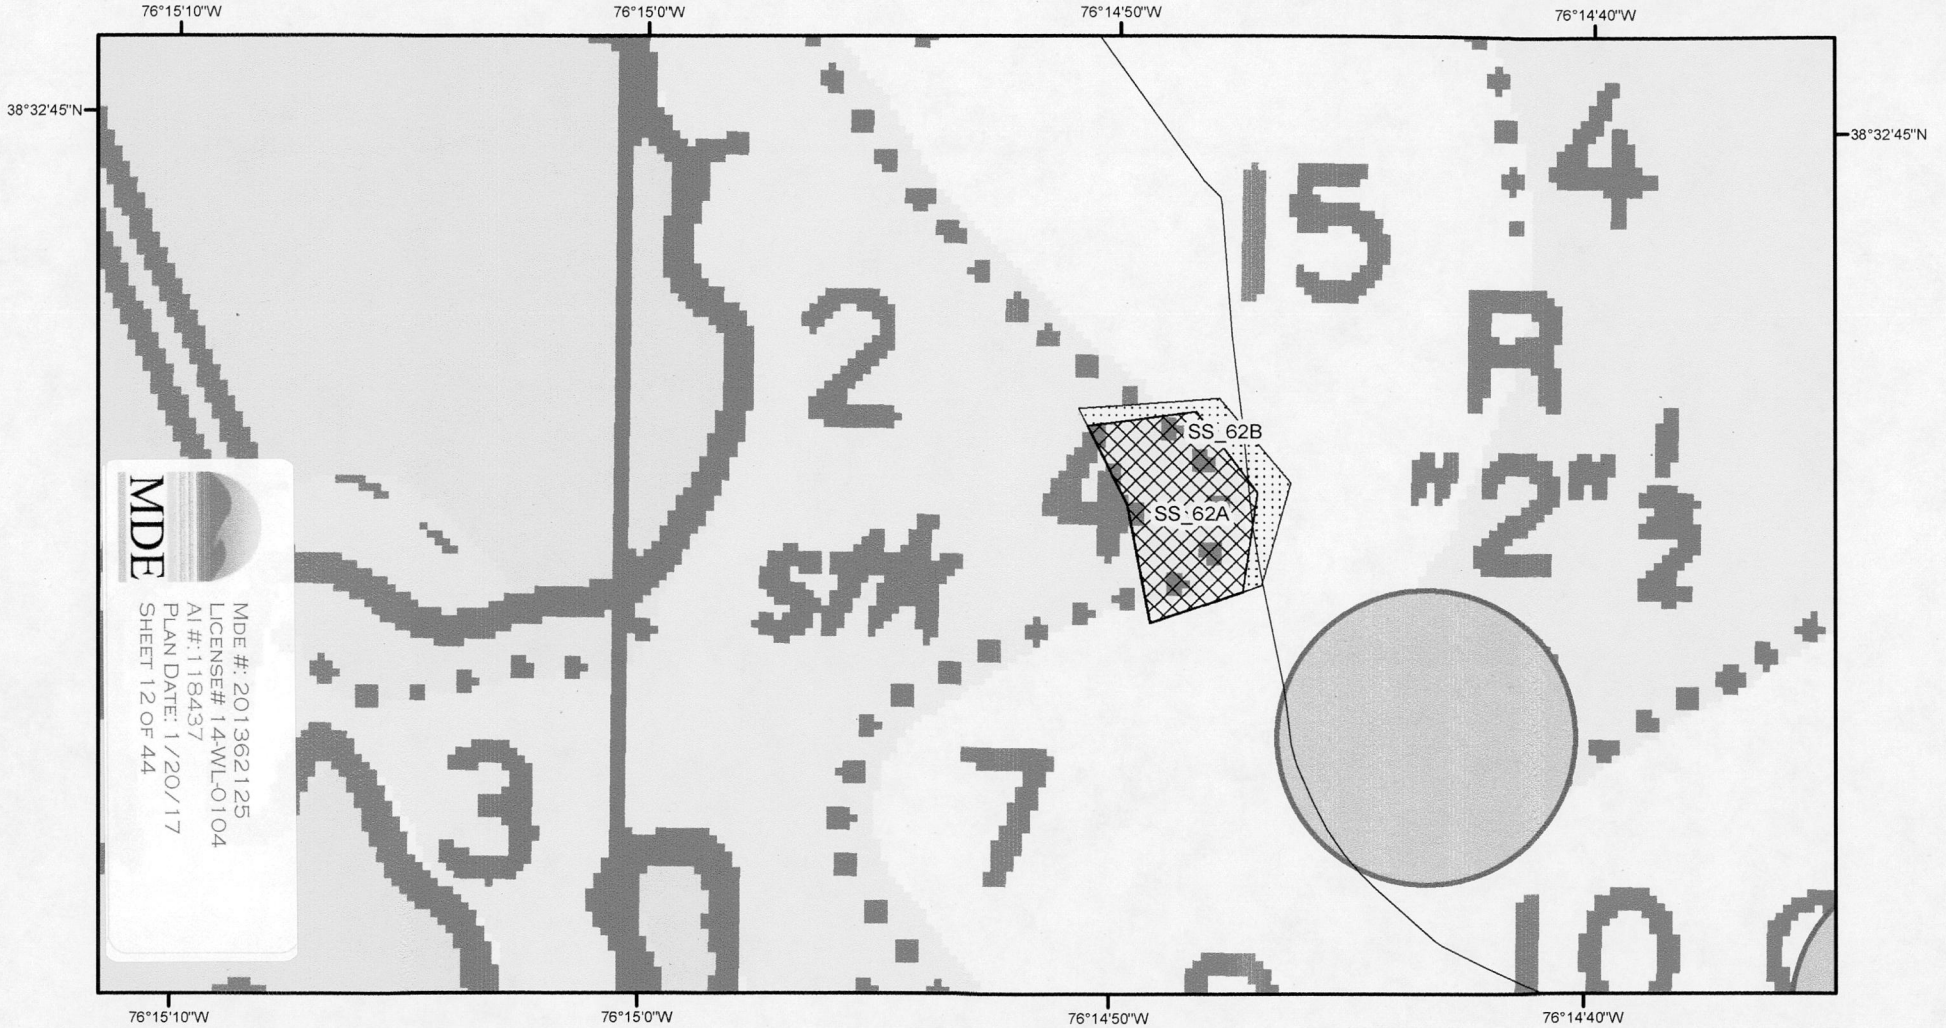 76°15'10"W 76°15'0"W 76°14'50"W 76°14'40"W
38°32'45"N
38°32'45"N
4
15
2
R
SS_62B
4
"2"
1/2
SS_62A
STK
MDE
MDE #: 201362125
LICENSE# 14-WL-0104
AI #:118437
PLAN DATE: 1/20/17
SHEET 12 OF 44
3
7
10
76°15'10"W 76°15'0"W 76°14'50"W 76°14'40"W